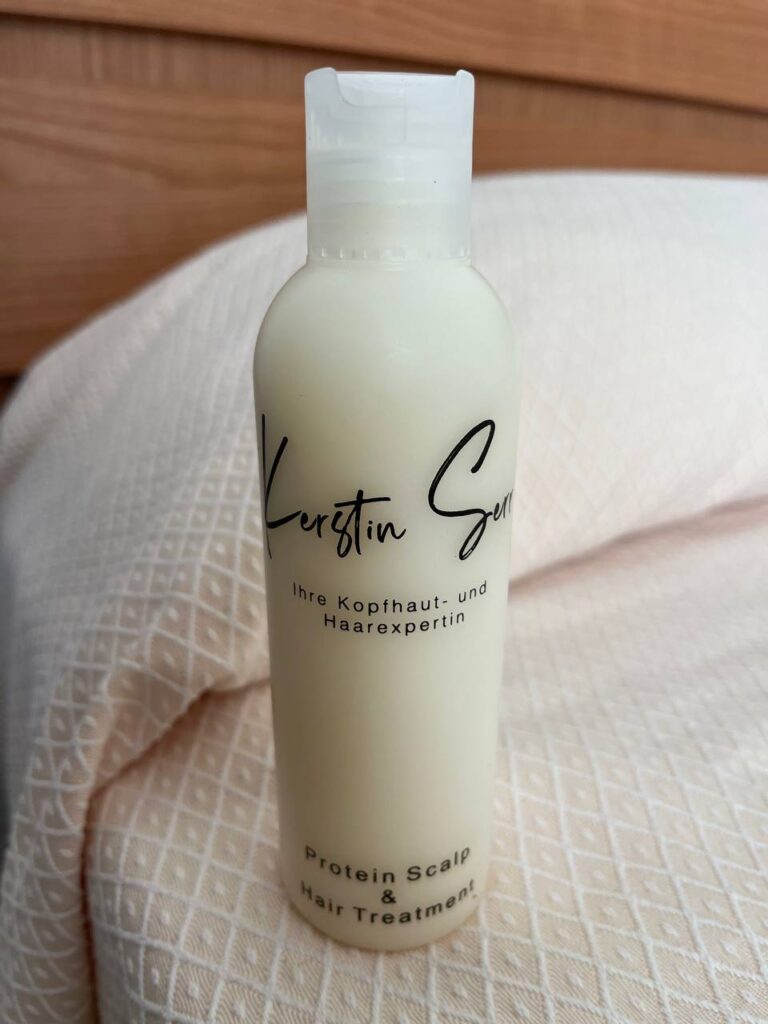 Kerstin
Ihre Kopfhaut- und
Haarexpertin
Protein Scalp
&
Hair Treatment